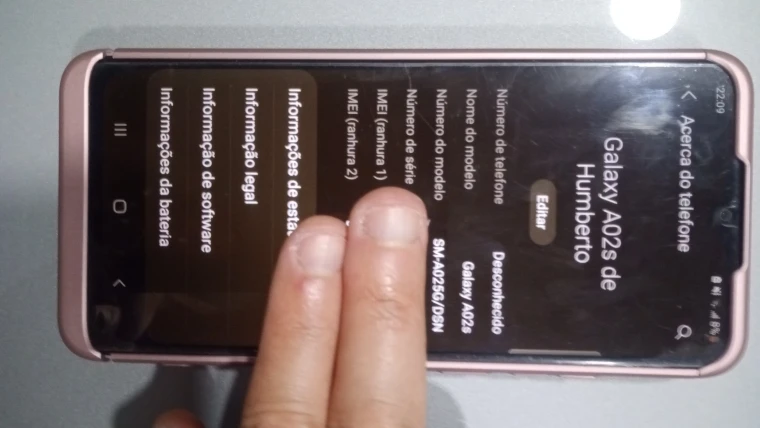 22:09
8%
Acerca do telefone
Galaxy A02s de
Humberto
Editar
Número de telefone Desconhecido
Nome do modelo Galaxy A02s
Número do modelo SM-A025G/DSN
Número de série
IMEI (ranhura 1)
IMEI (ranhura 2)
Informações de
Informação legal
Informação de software
Informações da bateria